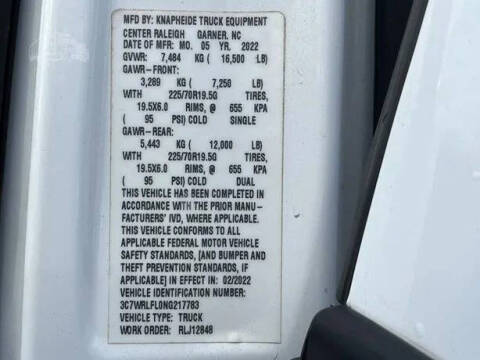 MFD BY: KNAPHEIDE TRUCK EQUIPMENT
CENTER RALEIGH GARNER, NC
DATE OF MFR: MO. 05 YR. 2022
GVWR: 7,484 KG ( 16,500 LB)
GAWR-FRONT:
3,289 KG ( 7,250 LB)
WITH 225/70R19.5G TIRES,
19.5X6.0 RIMS, @ 655 KPA
( 95 PSI) COLD SINGLE
GAWR-REAR:
5,443 KG ( 12,000 LB)
WITH 225/70R19.5G TIRES,
19.5X6.0 RIMS, @ 655 KPA
( 95 PSI) COLD DUAL
THIS VEHICLE HAS BEEN COMPLETED IN
ACCORDANCE WITH THE PRIOR MANU-
FACTURERS' IVD, WHERE APPLICABLE.
THIS VEHICLE CONFORMS TO ALL
APPLICABLE FEDERAL MOTOR VEHICLE
SAFETY STANDARDS, [AND BUMPER AND
THEFT PREVENTION STANDARDS, IF
APPLICABLE] IN EFFECT IN: 02/2022
VEHICLE IDENTIFICATION NUMBER:
3C7WRLFL0NG217783
VEHICLE TYPE: TRUCK
WORK ORDER: RLJ12848